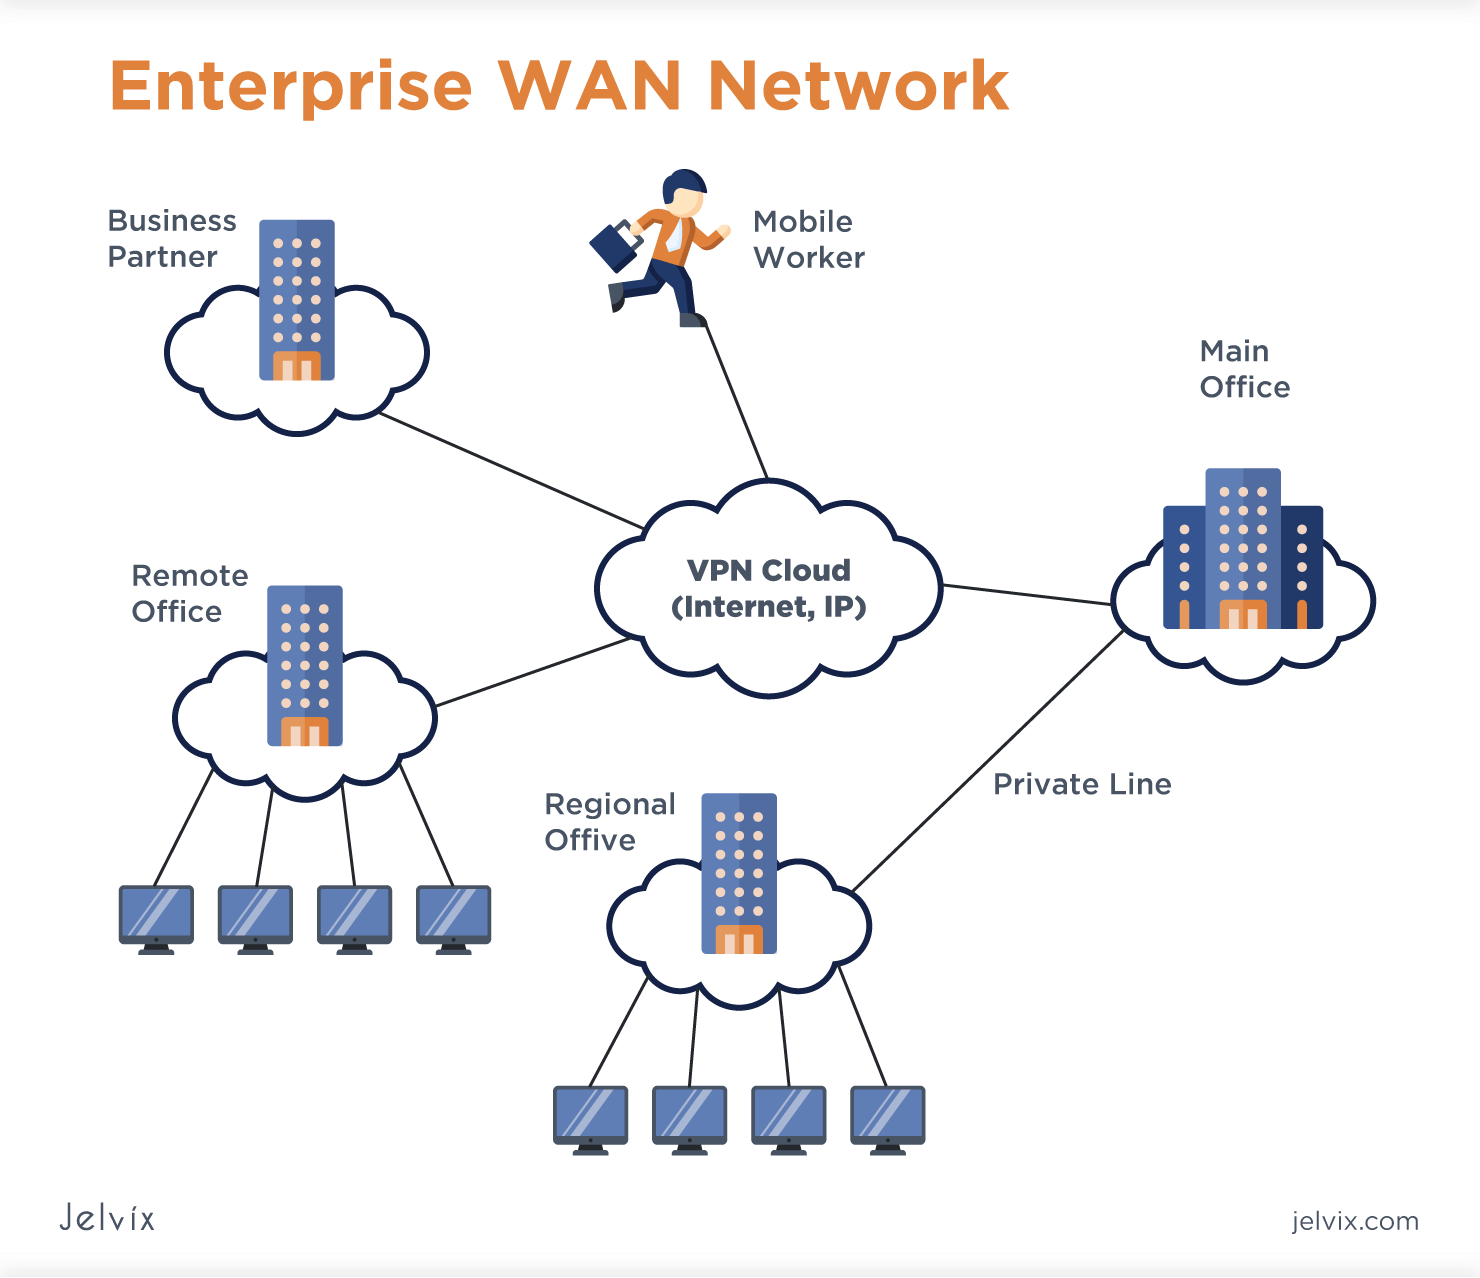 Enterprise WAN Network
Business
Partner
Mobile
Worker
Main
Office
VPN Cloud
(Internet, IP)
Remote
Office
Private Line
Regional
Offive
Jelvíx
jelvix.com